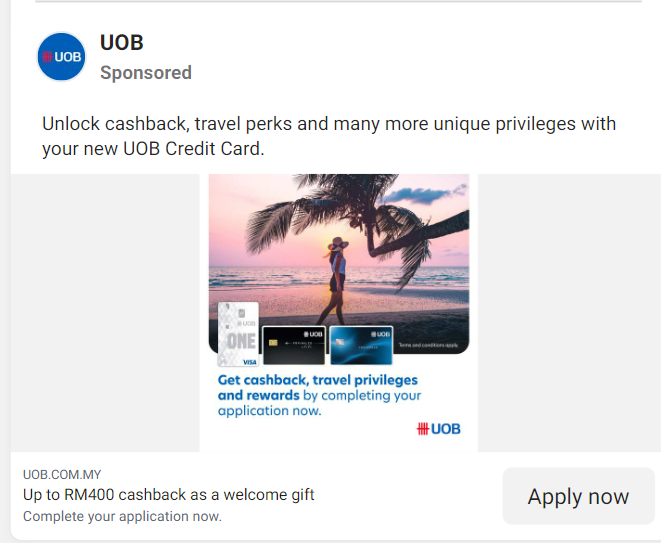 UOB
UOB
Sponsored
Unlock cashback, travel perks and many more unique privileges with
your new UOB Credit Card.
UOB
ONE
VISA
UOB
UOB
Terms and conditions apply.
Get cashback, travel privileges
and rewards by completing your
application now.
UOB
UOB.COM.MY
Up to RM400 cashback as a welcome gift
Complete your application now.
Apply now